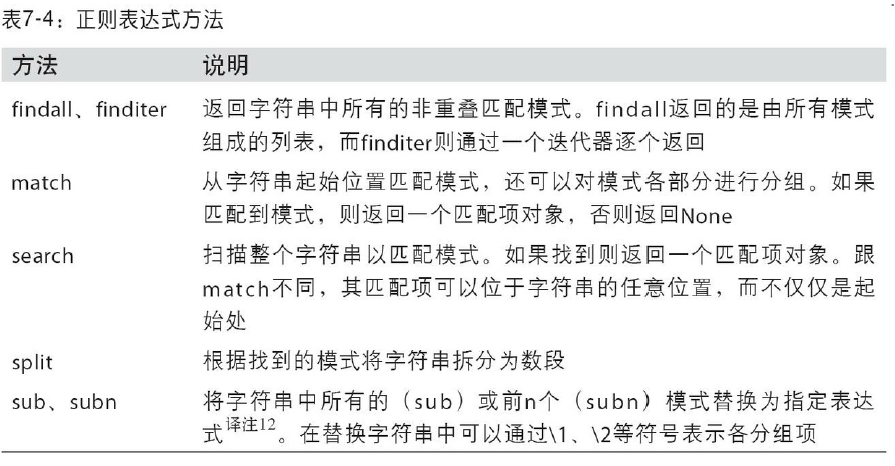 表7-4：正则表达式方法
方法 说明
findall、finditer 返回字符串中所有的非重叠匹配模式。findall返回的是由所有模式
组成的列表，而finditer则通过一个迭代器逐个返回
match 从字符串起始位置匹配模式，还可以对模式各部分进行分组。如果
匹配到模式，则返回一个匹配项对象，否则返回None
search 扫描整个字符串以匹配模式。如果找到则返回一个匹配项对象。跟
match不同，其匹配项可以位于字符串的任意位置，而不仅仅是起
始处
split 根据找到的模式将字符串拆分为数段
sub、subn 将字符串中所有的（sub）或前n个（subn）模式替换为指定表达
式译注12。在替换字符串中可以通过\1、\2等符号表示各分组项